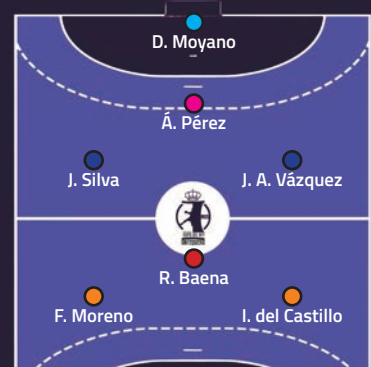 D. Moyano
Á. Pérez
J. Silva
J. A. Vázquez
R. Baena
F. Moreno
I. del Castillo